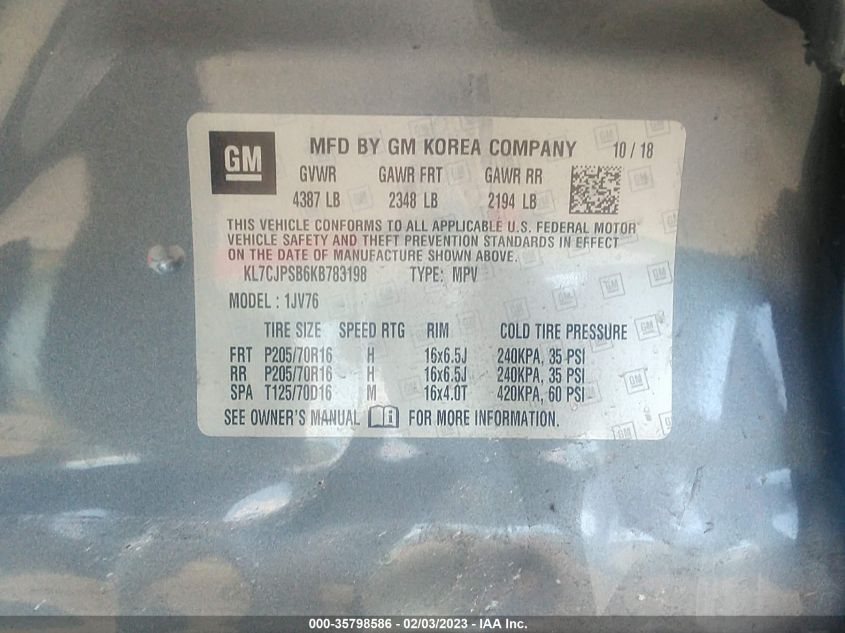 GM MFD BY GM KOREA COMPANY 10 / 18
GVWR GAWR FRT GAWR RR
4387 LB 2348 LB 2194 LB
THIS VEHICLE CONFORMS TO ALL APPLICABLE U.S. FEDERAL MOTOR
VEHICLE SAFETY AND THEFT PREVENTION STANDARDS IN EFFECT
ON THE DATE OF MANUFACTURE SHOWN ABOVE.
KL7CJPSB6KB783198 TYPE: MPV
MODEL : 1JV76
TIRE SIZE SPEED RTG RIM COLD TIRE PRESSURE
FRT P205/70R16 H 16x6.5J 240KPA, 35 PSI
RR P205/70R16 H 16x6.5J 240KPA, 35 PSI
SPA T125/70D16 M 16x4.0T 420KPA, 60 PSI
SEE OWNER'S MANUAL FOR MORE INFORMATION.
000-35798586 - 02/03/2023 - IAA Inc.